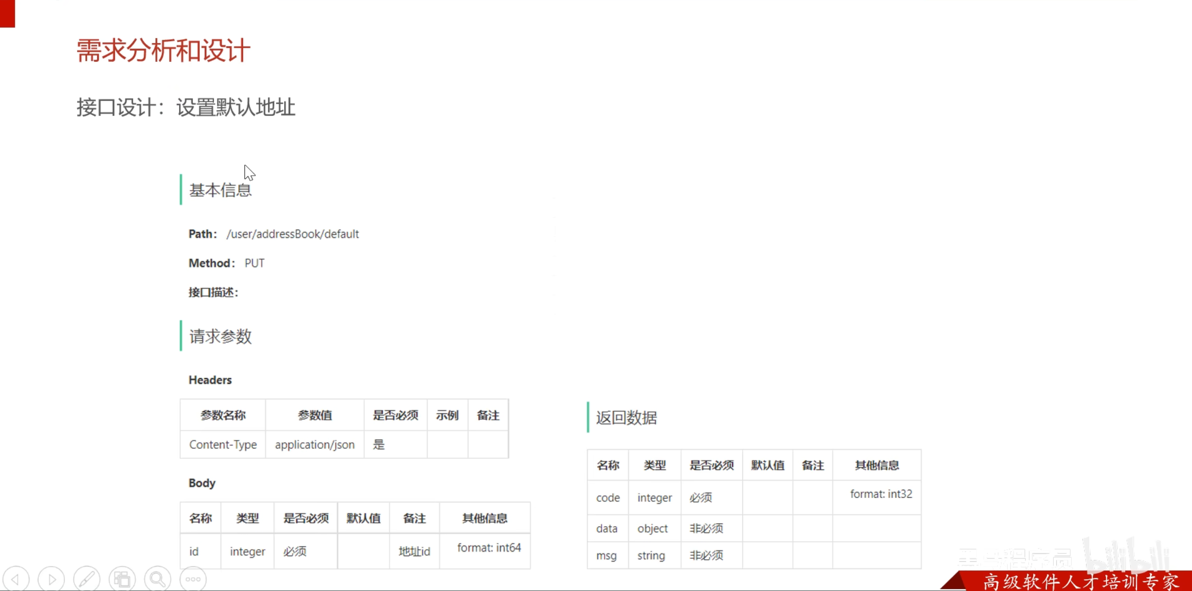 需求分析和设计
接口设计：设置默认地址
基本信息
Path： /user/addressBook/default
Method： PUT
接口描述：
请求参数
Headers
参数名称 参数值 是否必须 示例 备注
Content-Type application/json 是
Body
名称 类型 是否必须 默认值 备注 其他信息
id integer 必须 地址id format: int64
返回数据
名称 类型 是否必须 默认值 备注 其他信息
code integer 必须 format: int32
data object 非必须
msg string 非必须
bilibili
高级软件人才培训专家